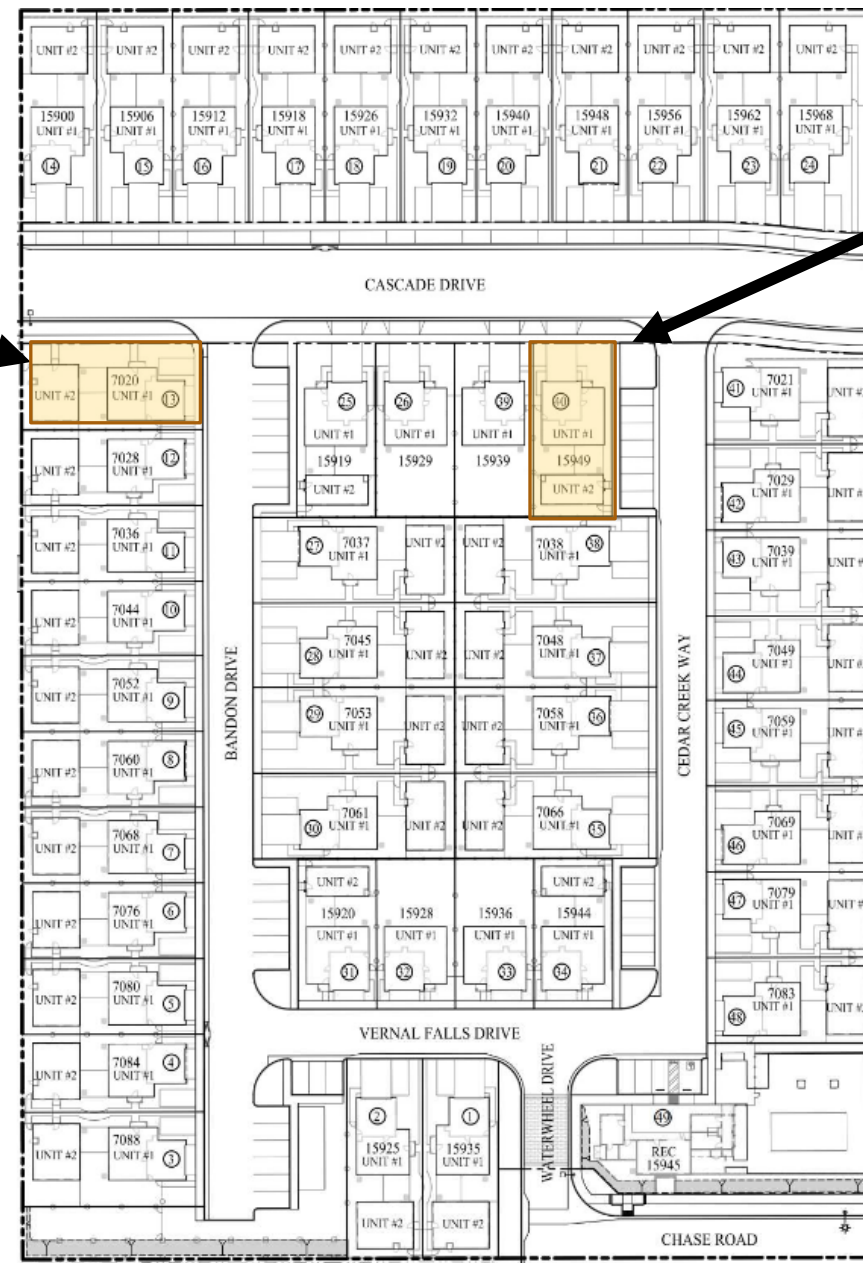 UNIT #2 UNIT #2 UNIT #2 UNIT #2 UNIT #2 UNIT #2 UNIT #2 UNIT #2 UNIT #2 UNIT #2 UNIT #2
15900 15906 15912 15918 15926 15932 15940 15948 15956 15962 15968
UNIT #1 UNIT #1 UNIT #1 UNIT #1 UNIT #1 UNIT #1 UNIT #1 UNIT #1 UNIT #1 UNIT #1 UNIT #1
14 15 16 17 18 19 20 21 22 23 24
CASCADE DRIVE
7020
UNIT #2 UNIT #1 13
7028
UNIT #2 UNIT #1 12
7036
UNIT #2 UNIT #1 11
7044
UNIT #2 UNIT #1 10
7052
UNIT #2 UNIT #1 9
7060
UNIT #2 UNIT #1 8
7068
UNIT #2 UNIT #1 7
7076
UNIT #2 UNIT #1 6
7080
UNIT #2 UNIT #1 5
7084
UNIT #2 UNIT #1 4
7088
UNIT #2 UNIT #1 3
BANDON DRIVE
25 26 39 40
UNIT #1 UNIT #1 UNIT #1 UNIT #1
15919 15929 15939 15949
UNIT #2 UNIT #2
27 7037 UNIT #1 UNIT #2 UNIT #2 7038 UNIT #1 38
28 7045 UNIT #1 UNIT #2 UNIT #2 7048 UNIT #1 37
29 7053 UNIT #1 UNIT #2 UNIT #2 7058 UNIT #1 36
30 7061 UNIT #1 UNIT #2 UNIT #2 7066 UNIT #1 35
UNIT #2 UNIT #2
15920 15928 15936 15944
UNIT #1 UNIT #1 UNIT #1 UNIT #1
31 32 33 34
CEDAR CREEK WAY
41 7021 UNIT #1 UNIT #
42 7029 UNIT #1 UNIT #
43 7039 UNIT #1 UNIT #
44 7049 UNIT #1 UNIT #
45 7059 UNIT #1 UNIT #
46 7069 UNIT #1 UNIT #
47 7079 UNIT #1 UNIT #
48 7083 UNIT #1 UNIT #
VERNAL FALLS DRIVE
2 1
15925 15935
UNIT #1 UNIT #1
UNIT #2 UNIT #2
WATERWHEEL DRIVE
49
REC
15945
CHASE ROAD